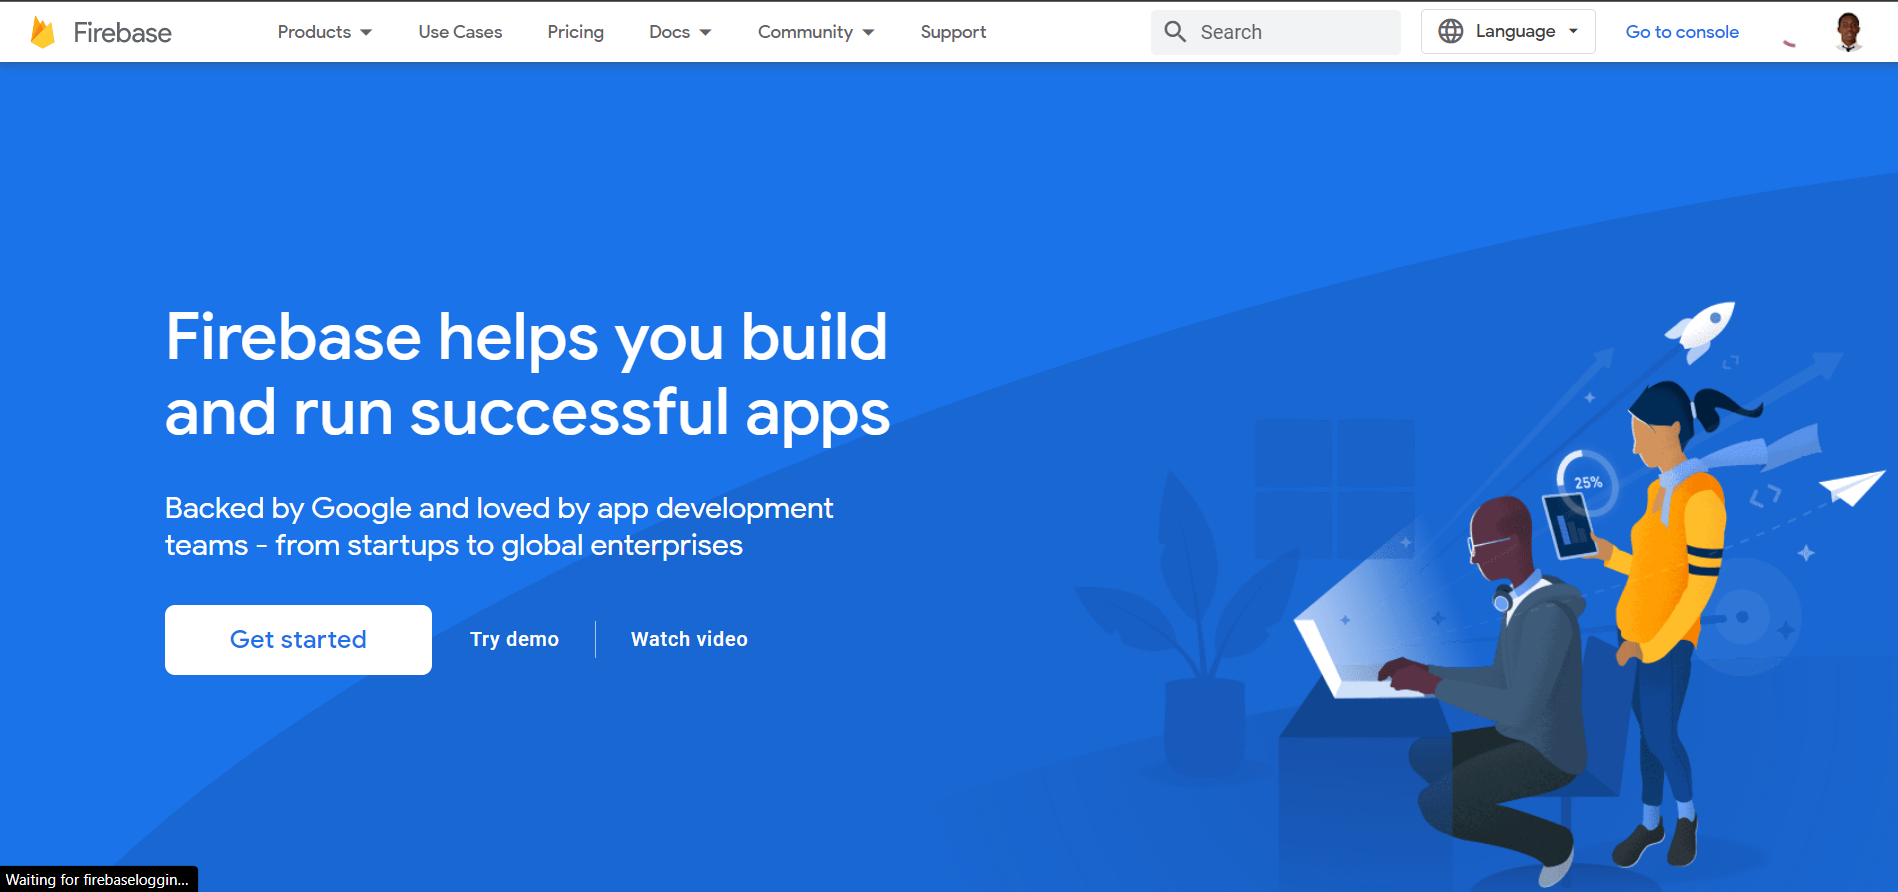 Firebase
Products
Use Cases
Pricing
Docs
Community
Support
Search
Language
Go to console
Firebase helps you build
and run successful apps
Backed by Google and loved by app development
teams - from startups to global enterprises
Get started
Try demo
Watch video
25%
Waiting for firebaseloggin...